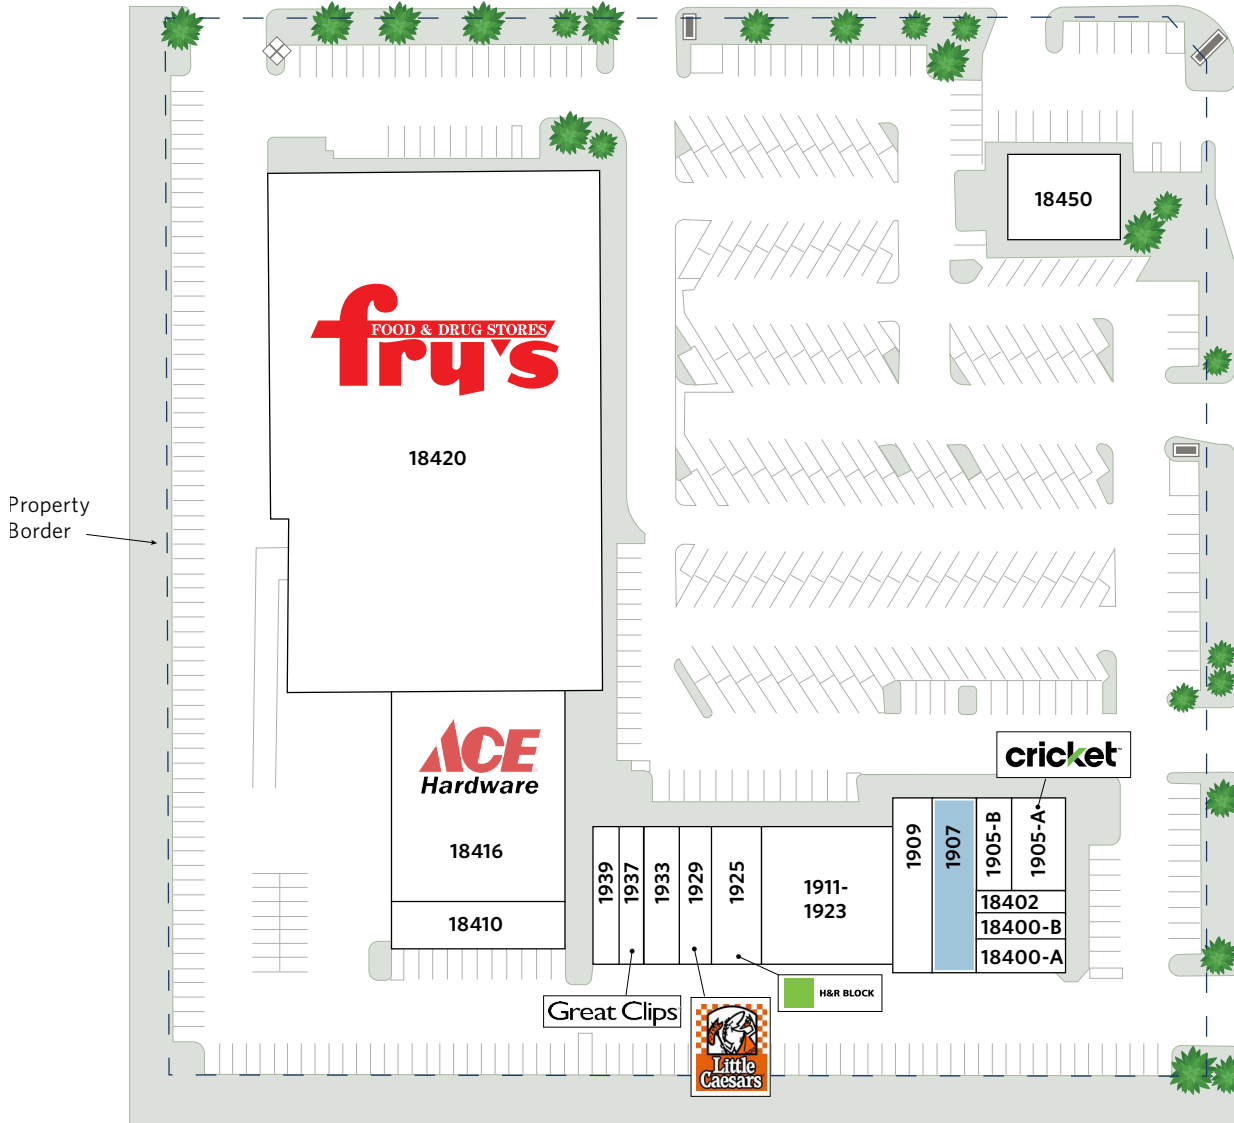 18450
FOOD & DRUG STORES
fry's
18420
Property
Border
ACE
Hardware
cricket
18416
18410
1939
1937
1933
1929
1925
1911-
1923
1909
1907
1905-B
1905-A
18402
18400-B
18400-A
Great Clips
H&R BLOCK
Little
Caesars